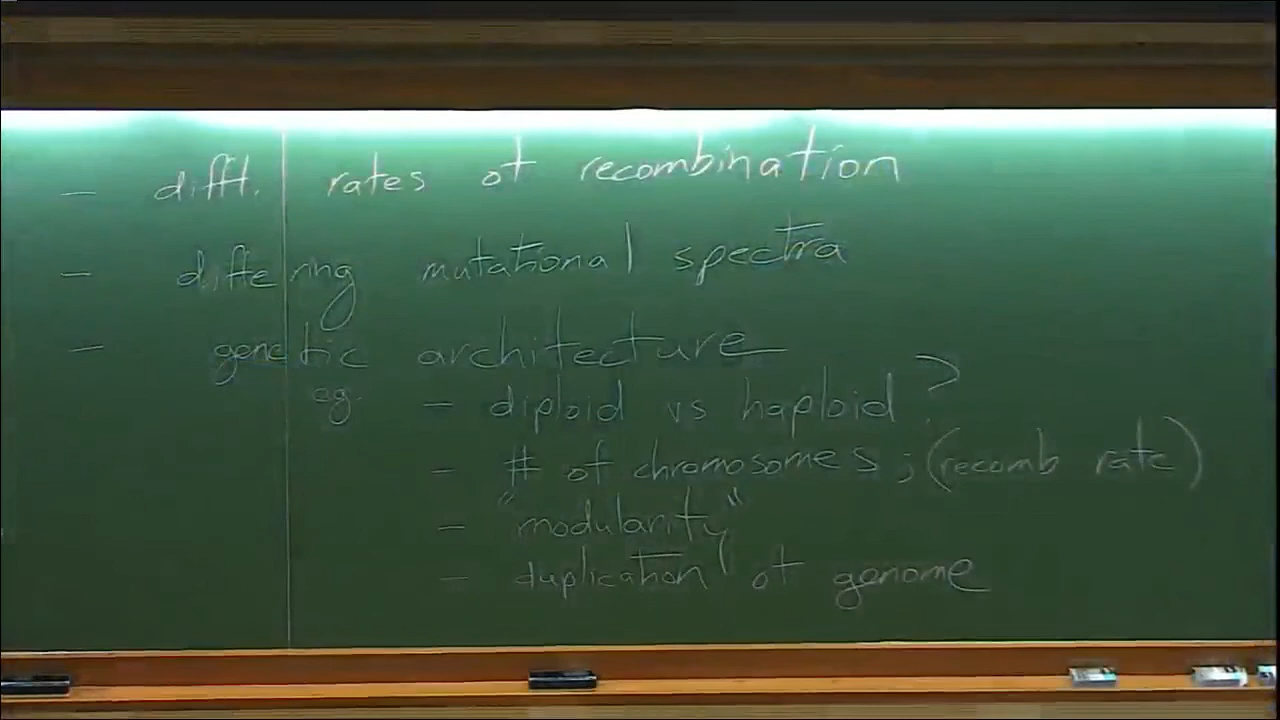 - difft. rates of recombination
- differing mutational spectra
- genetic architecture
eg. - diploid vs haploid ?
- # of chromosomes ; (recomb rate)
- "modularity"
- duplication of genome